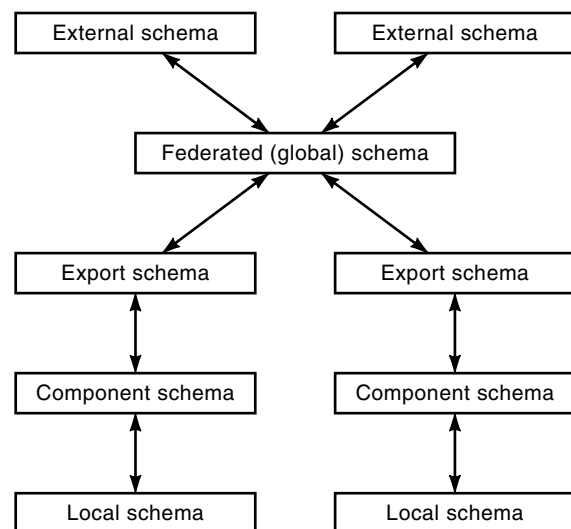 External schema
External schema
Federated (global) schema
Export schema
Export schema
Component schema
Component schema
Local schema
Local schema